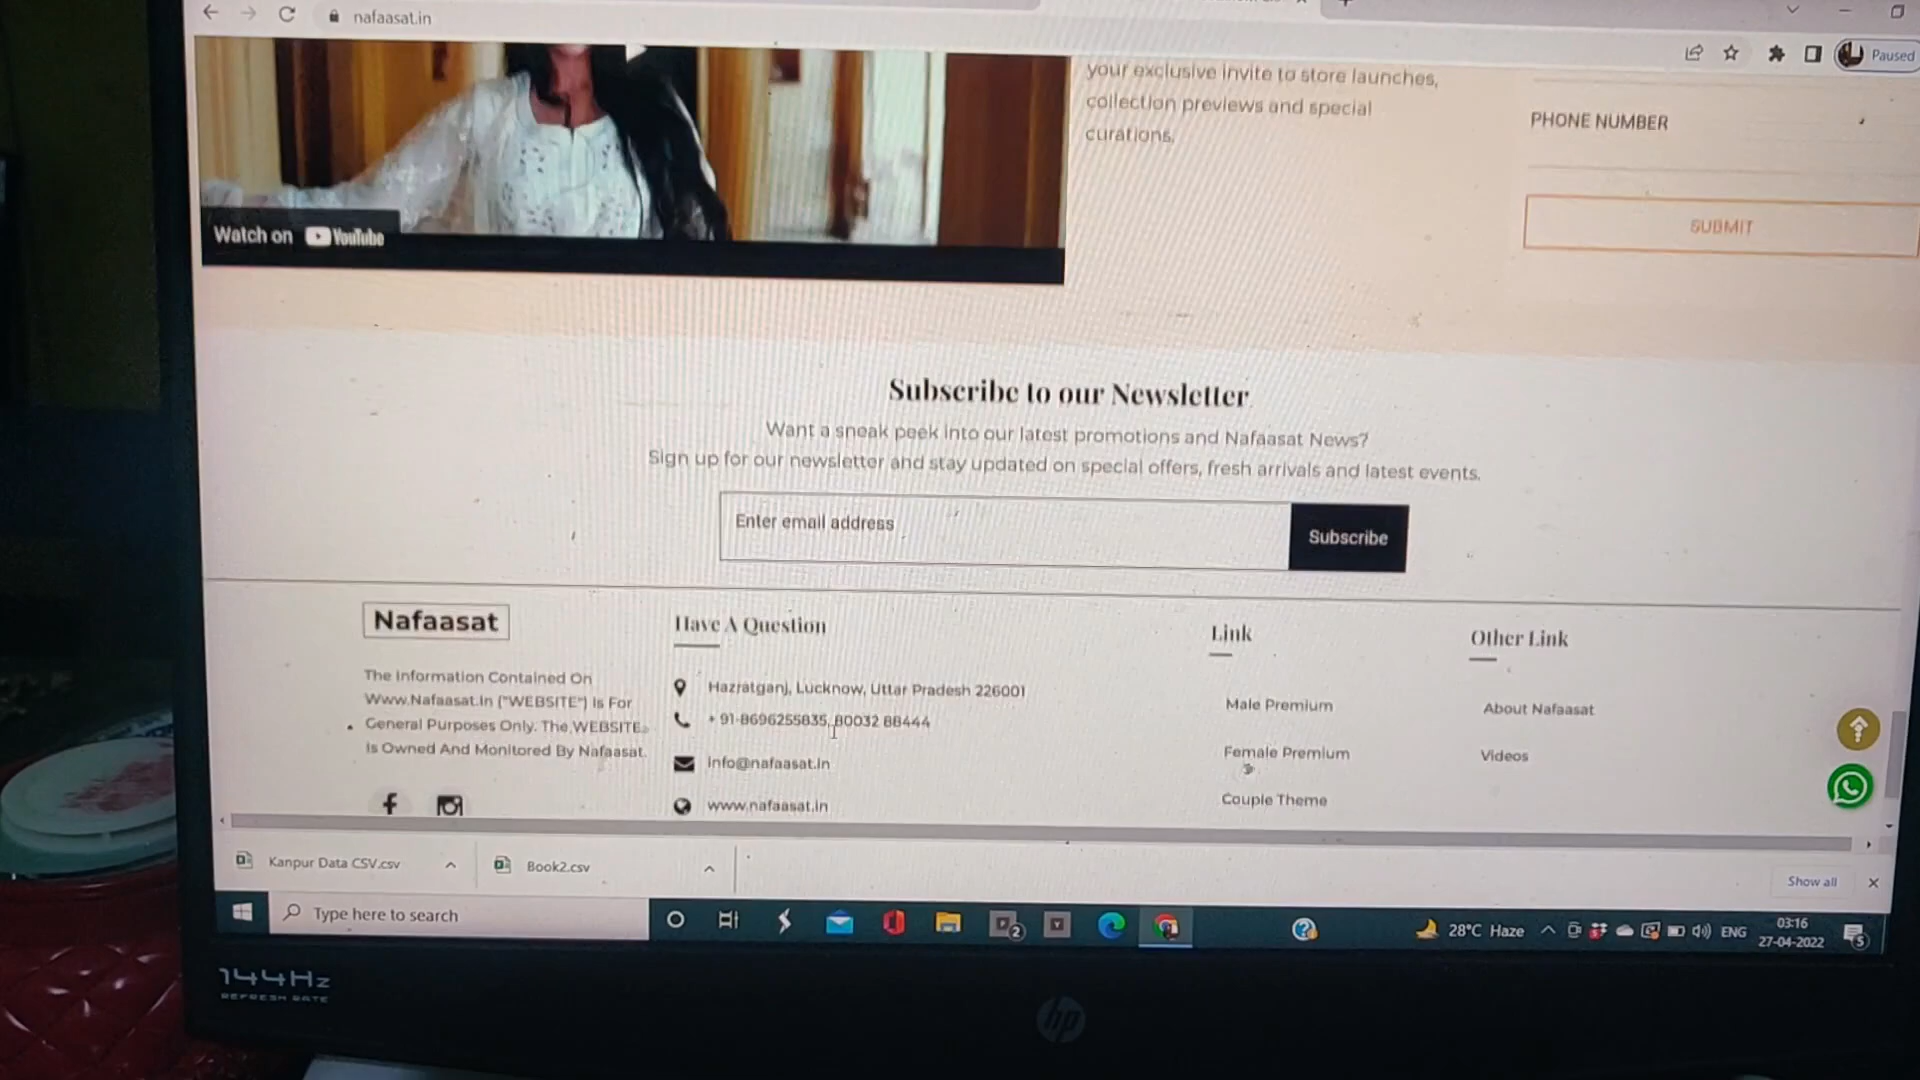 nafaasat.in
Paused
your exclusive invite to store launches,
collection previews and special
curations.
PHONE NUMBER
SUBMIT
Watch on YouTube
Subscribe to our Newsletter
Want a sneak peek into our latest promotions and Nafaasat News?
Sign up for our newsletter and stay updated on special offers, fresh arrivals and latest events.
Enter email address
Subscribe
Nafaasat
The Information Contained On
Www.Nafaasat.In ("WEBSITE") Is For
General Purposes Only. The WEBSITE
Is Owned And Monitored By Nafaasat.
Have A Question
Hazratganj, Lucknow, Uttar Pradesh 226001
+ 91-8696255835, 80032 88444
info@nafaasat.in
www.nafaasat.in
Link
Male Premium
Female Premium
Couple Theme
Other Link
About Nafaasat
Videos
Kanpur Data CSV.csv
Book2.csv
Show all
Type here to search
2
28°C Haze
ENG
03:16
27-04-2022
5
144Hz
REFRESH RATE
hp